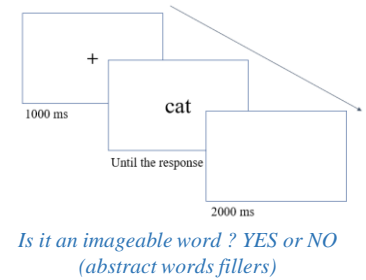 +
1000 ms
cat
Until the response
2000 ms
Is it an imageable word ? YES or NO
(abstract words fillers)